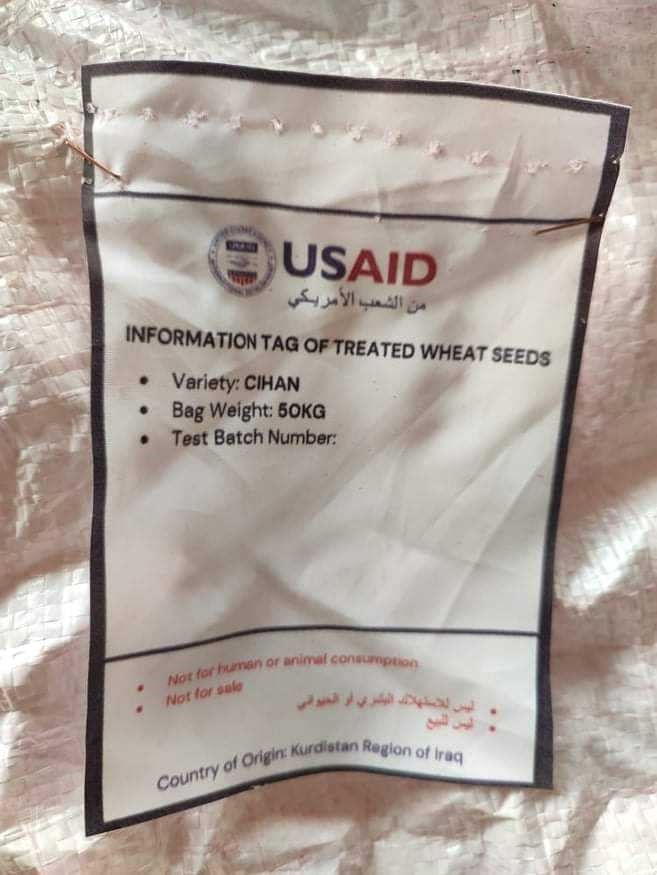 USAID
USAID
من الشعب الأمريكي
INFORMATION TAG OF TREATED WHEAT SEEDS
• Variety: CIHAN
• Bag Weight: 50KG
• Test Batch Number:
• Not for human or animal consumption
• Not for sale
• ليس للاستهلاك البشري أو الحيواني
• ليس للبيع
Country of Origin: Kurdistan Region of Iraq